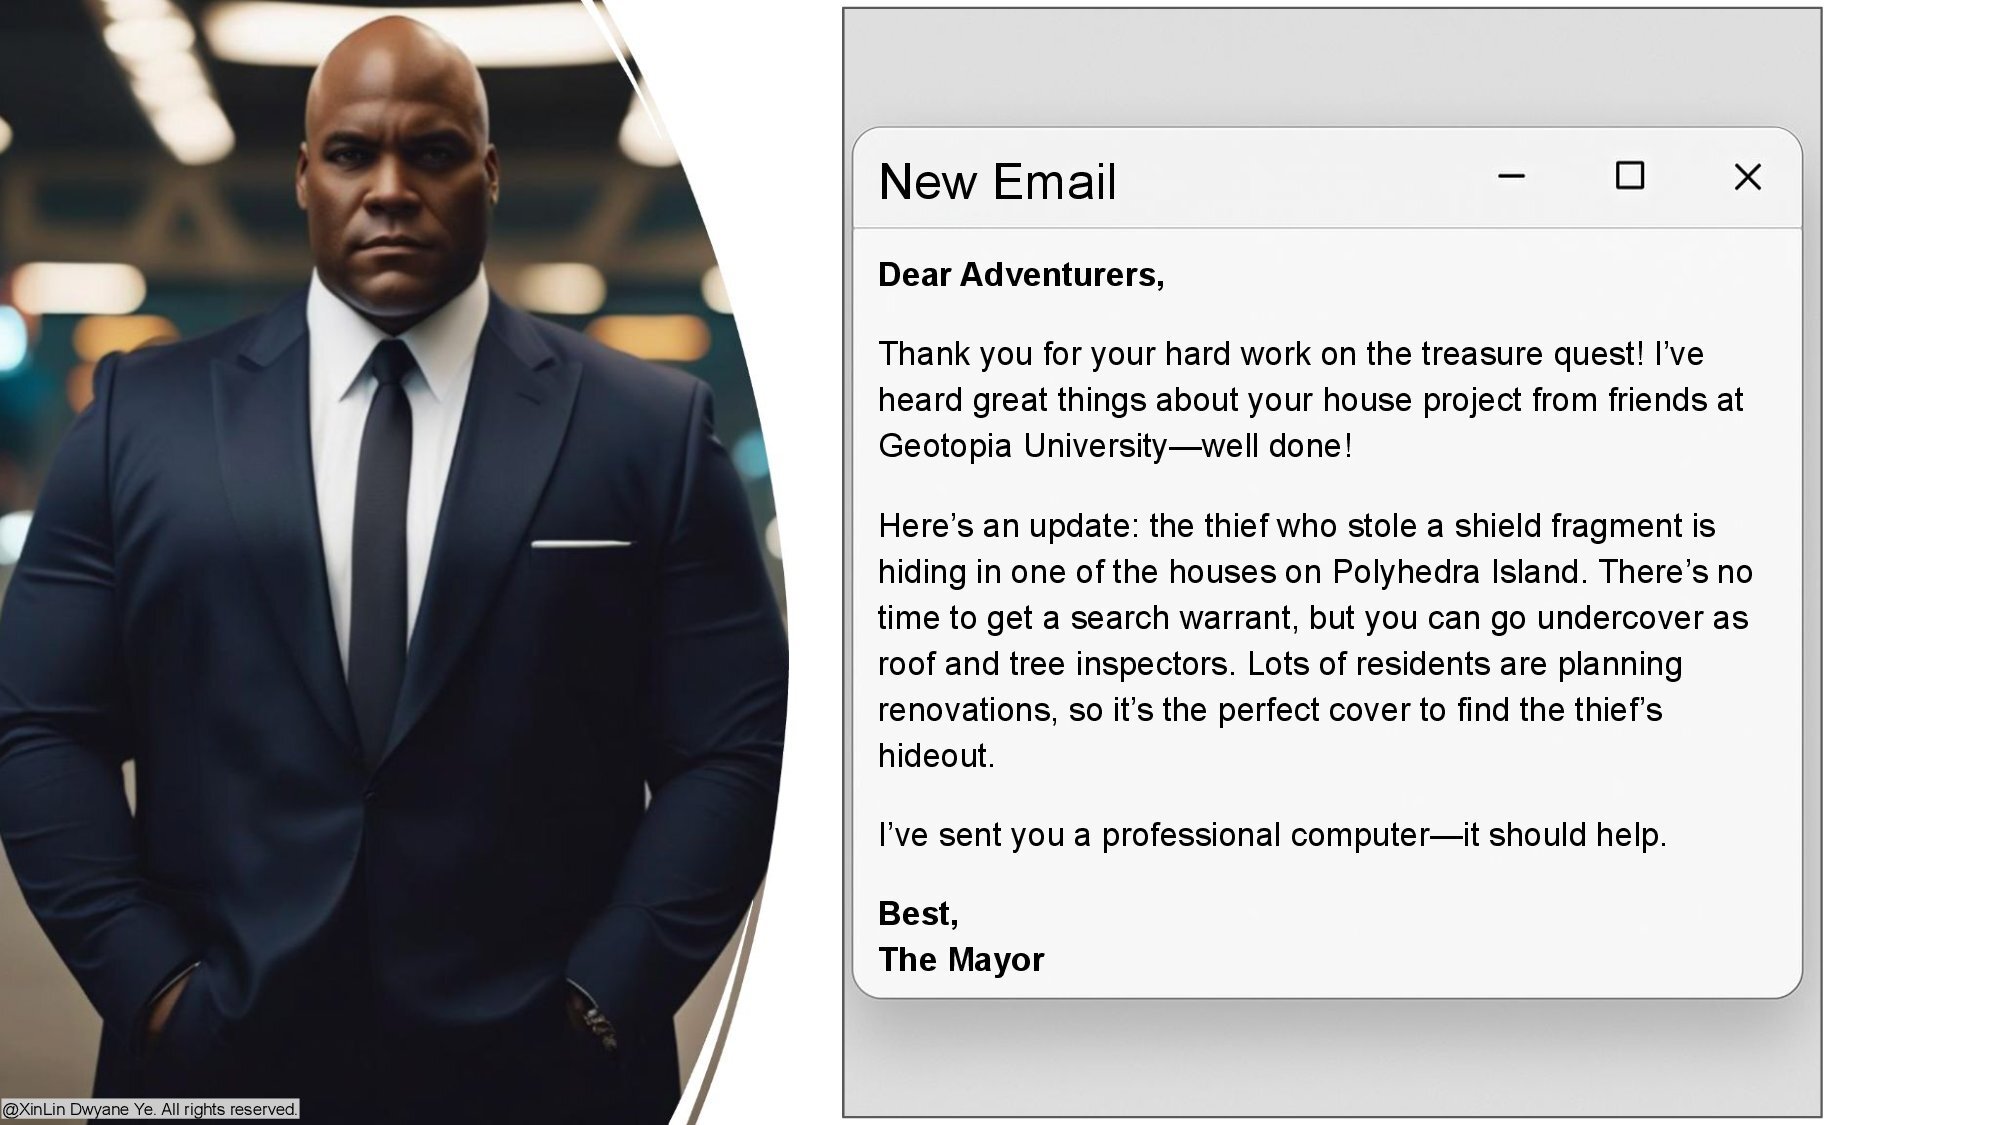 New Email
Dear Adventurers,
Thank you for your hard work on the treasure quest! I’ve
heard great things about your house project from friends at
Geotopia University—well done!
Here’s an update: the thief who stole a shield fragment is
hiding in one of the houses on Polyhedra Island. There’s no
time to get a search warrant, but you can go undercover as
roof and tree inspectors. Lots of residents are planning
renovations, so it’s the perfect cover to find the thief’s
hideout.
I’ve sent you a professional computer—it should help.
Best,
The Mayor
@XinLin Dwyane Ye. All rights reserved.